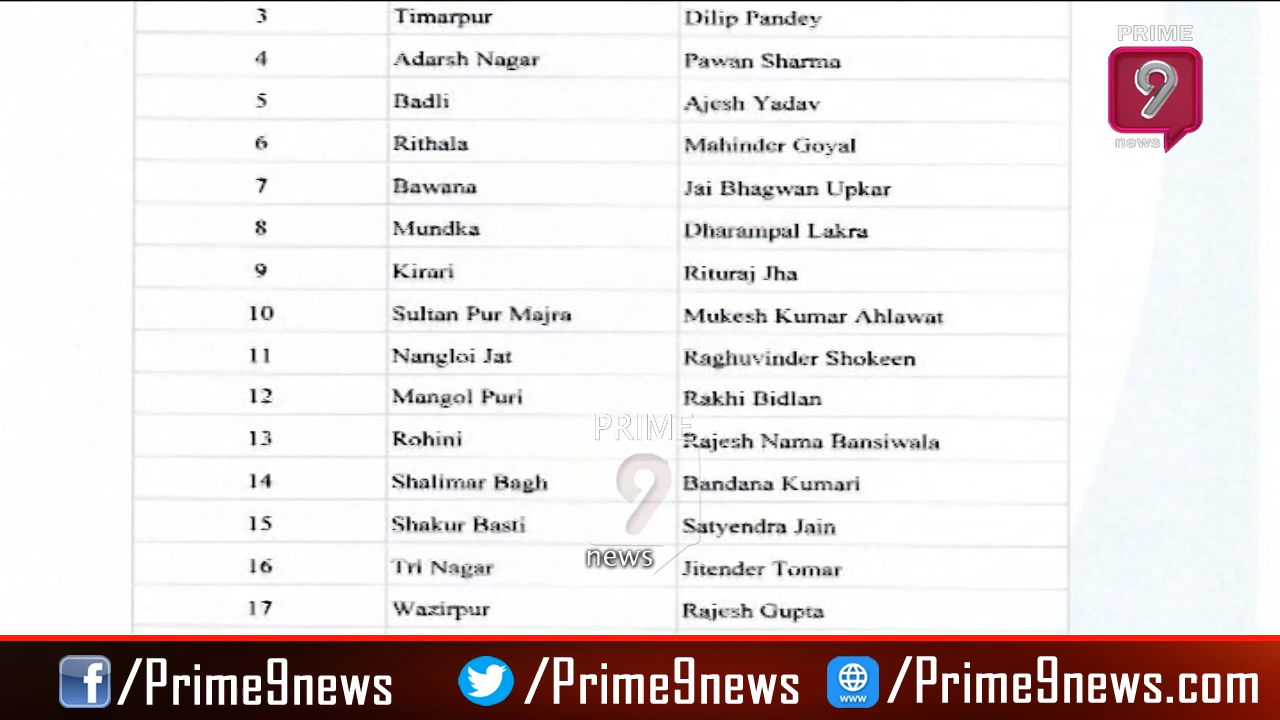 3 Timarpur Dilip Pandey
PRIME
4 Adarsh Nagar Pawan Sharma
9
5 Badli Ajesh Yadav
news
6 Rithala Mahinder Goyal
7 Bawana Jai Bhagwan Upkar
8 Mundka Dharampal Lakra
9 Kirari Rituraj Jha
10 Sultan Pur Majra Mukesh Kumar Ahlawat
11 Nangloi Jat Raghuvinder Shokeen
12 Mangol Puri Rakhi Bidlan
PRIME
13 Rohini Rajesh Nama Bansiwala
14 Shalimar Bagh Bandana Kumari
9
15 Shakur Basti Satyendra Jain
news
16 Tri Nagar Jitender Tomar
17 Wazirpur Rajesh Gupta
f /Prime9news /Prime9news www /Prime9news.com